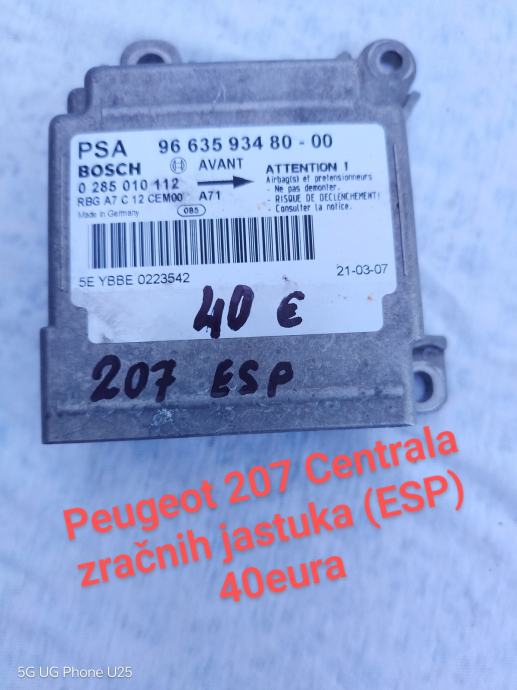 PSA 96 635 934 80 - 00
BOSCH AVANT ATTENTION !
0 285 010 112 Airbag(s) et pretensionneurs
- Ne pas demonter.
RBG A7 C 12 CEM00 A71 - RISQUE DE DECLENCHEMENT!
Made in Germany 085 - Consulter la notice.
5E YBBE 0223542 21-03-07
40 €
207 ESP
Peugeot 207 Centrala
zračnih jastuka (ESP)
40eura
5G UG Phone U25